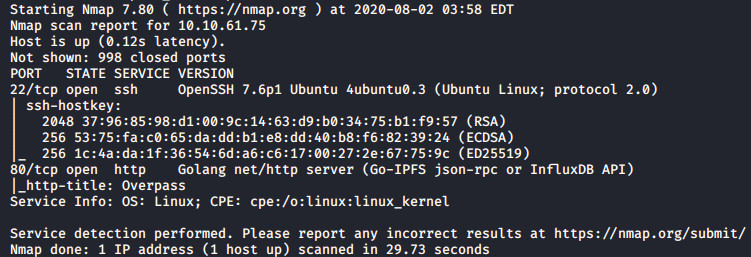 Starting Nmap 7.80 ( https://nmap.org ) at 2020-08-02 03:58 EDT
Nmap scan report for 10.10.61.75
Host is up (0.12s latency).
Not shown: 998 closed ports
PORT   STATE SERVICE VERSION
22/tcp open  ssh     OpenSSH 7.6p1 Ubuntu 4ubuntu0.3 (Ubuntu Linux; protocol 2.0)
| ssh-hostkey:
|   2048 37:96:85:98:d1:00:9c:14:63:d9:b0:34:75:b1:f9:57 (RSA)
|   256 53:75:fa:c0:65:da:dd:b1:e8:dd:40:b8:f6:82:39:24 (ECDSA)
|_  256 1c:4a:da:1f:36:54:6d:a6:c6:17:00:27:2e:67:75:9c (ED25519)
80/tcp open  http    Golang net/http server (Go-IPFS json-rpc or InfluxDB API)
|_http-title: Overpass
Service Info: OS: Linux; CPE: cpe:/o:linux:linux_kernel
Service detection performed. Please report any incorrect results at https://nmap.org/submit/
Nmap done: 1 IP address (1 host up) scanned in 29.73 seconds